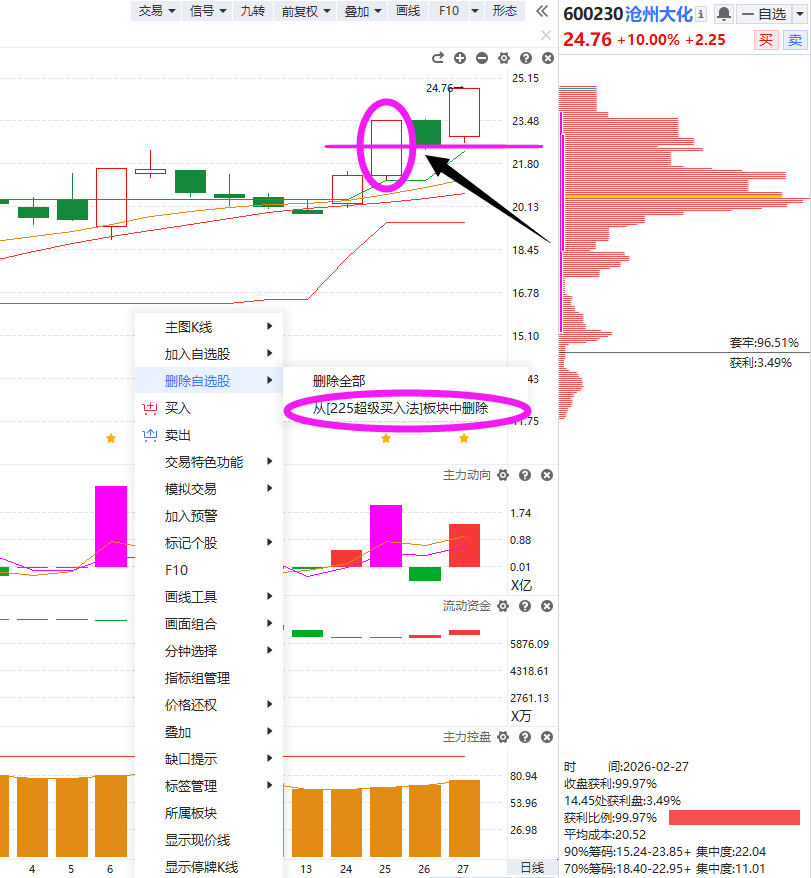 交易 信号 九转 前复权 叠加 画线 F10 形态
600230 沧州大化 自选
24.76 +10.00% +2.25 买 卖
24.76
25.15
23.48
21.80
20.13
18.45
16.78
15.10
43
11.75
主图K线
加入自选股
删除自选股
买入
卖出
交易特色功能
模拟交易
加入预警
标记个股
F10
画线工具
画面组合
分钟选择
指标组管理
价格还权
叠加
缺口提示
标签管理
所属板块
显示现价线
显示停牌K线
删除全部
从[225超级买入法]板块中删除
套牢:96.51%
获利:3.49%
主力动向
1.74
0.88
0.01
X亿
流动资金
5876.09
4318.61
2761.13
X万
主力控盘
80.94
53.96
26.98
4 5 6 13 24 25 26 27 日线
时 间:2026-02-27
收盘获利:99.97%
14.45处获利盘:3.49%
获利比例:99.97%
平均成本:20.52
90%筹码:15.24-23.85+ 集中度:22.04
70%筹码:18.40-22.95+ 集中度:11.01